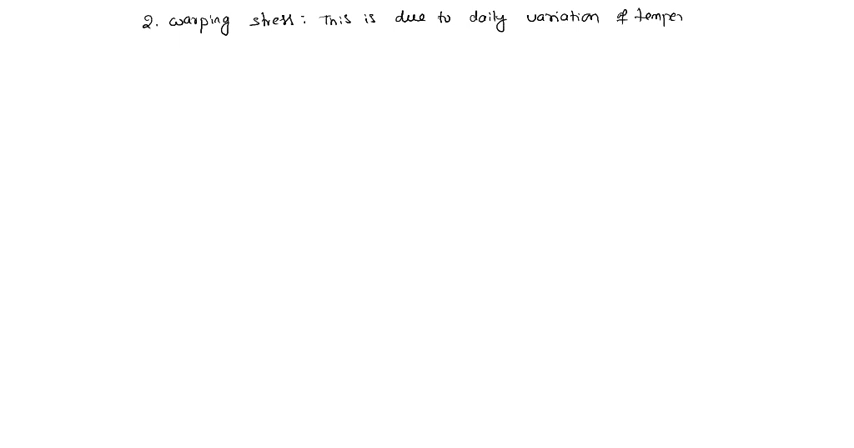 2. warping stress: This is due to daily variation of temper